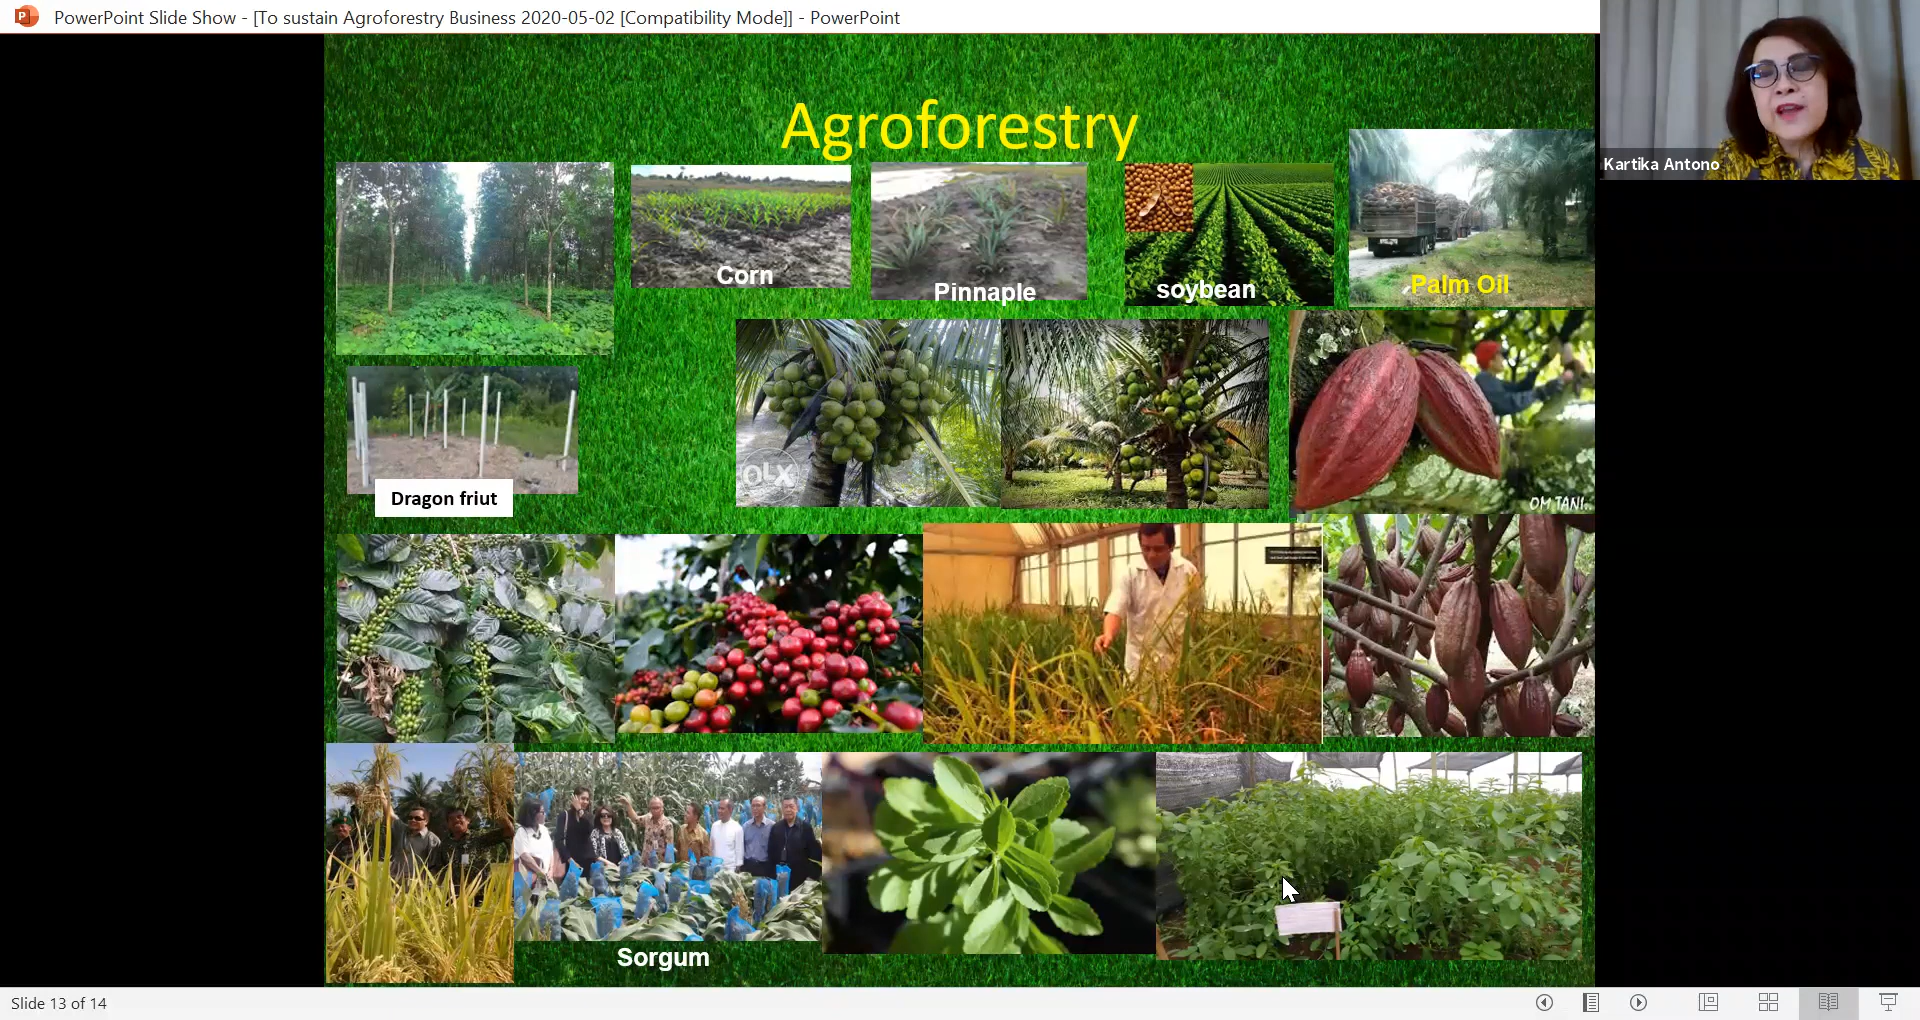 PowerPoint Slide Show - [To sustain Agroforestry Business 2020-05-02 [Compatibility Mode]] - PowerPoint
Kartika Antono
Agroforestry
Corn
Pinnaple
soybean
Palm Oil
Dragon friut
OLX
OM TANI..
Sorgum
Slide 13 of 14